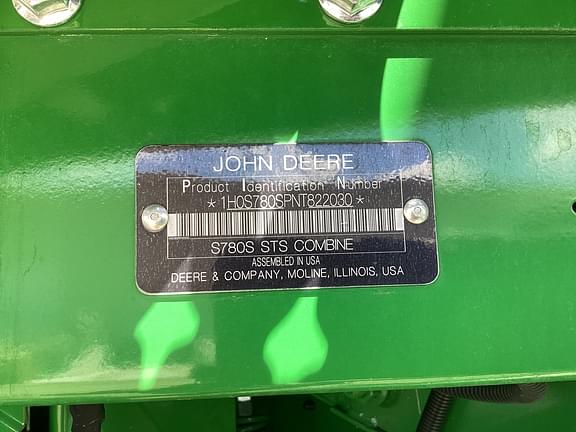 JOHN DEERE
Product Identification Number
*1H0S780SPNT822030*
S780S STS COMBINE
ASSEMBLED IN USA
DEERE & COMPANY, MOLINE, ILLINOIS, USA